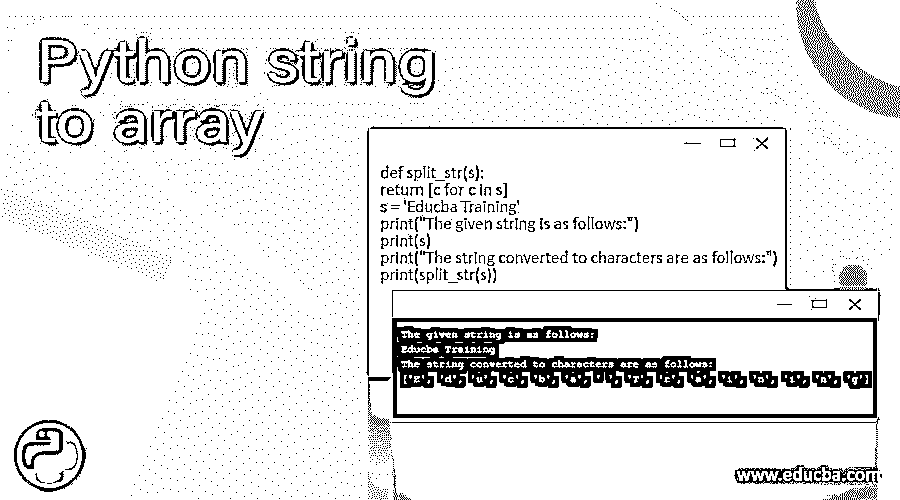 Python string
to array
def split_str(s):
return [c for c in s]
s = 'Educba Training'
print("The given string is as follows:")
print(s)
print("The string converted to characters are as follows:")
print(split_str(s))
The given string is as follows:
Educba Training
The string converted to characters are as follows:
['E', 'd', 'u', 'c', 'b', 'a', ' ', 'T', 'r', 'a', 'i', 'n', 'i', 'n', 'g']
www.educba.com